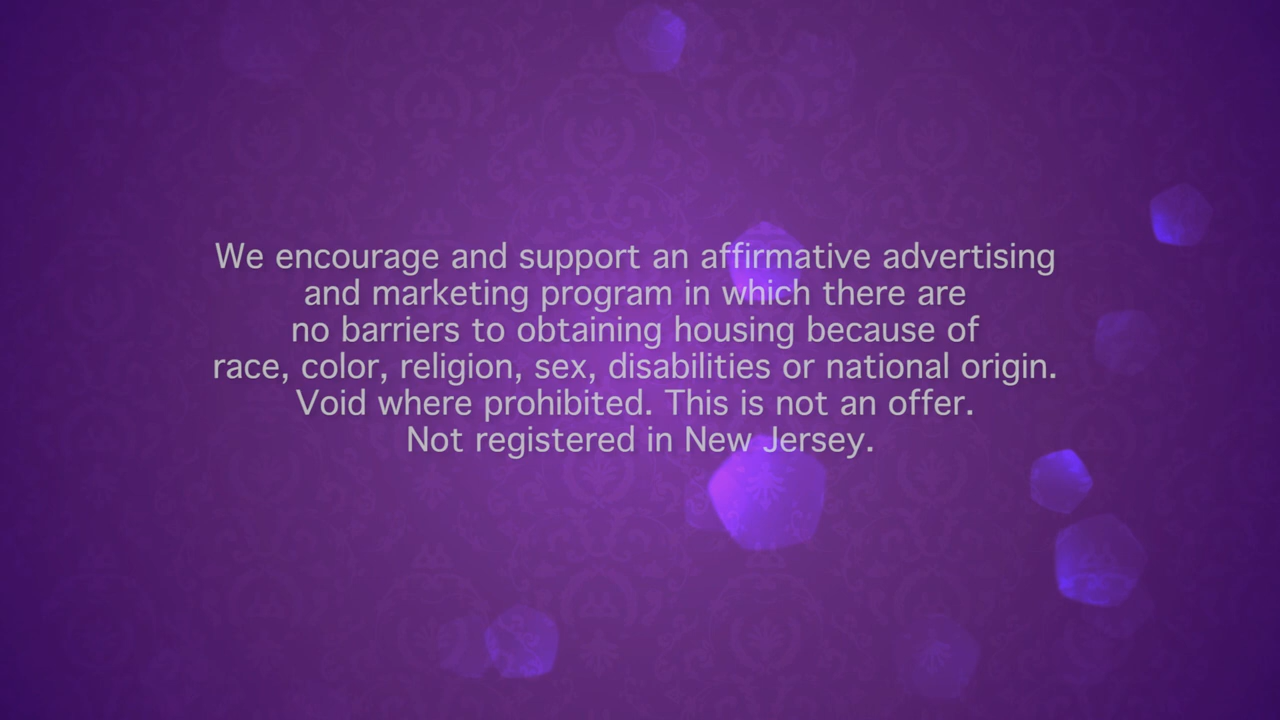 We encourage and support an affirmative advertising
and marketing program in which there are
no barriers to obtaining housing because of
race, color, religion, sex, disabilities or national origin.
Void where prohibited. This is not an offer.
Not registered in New Jersey.